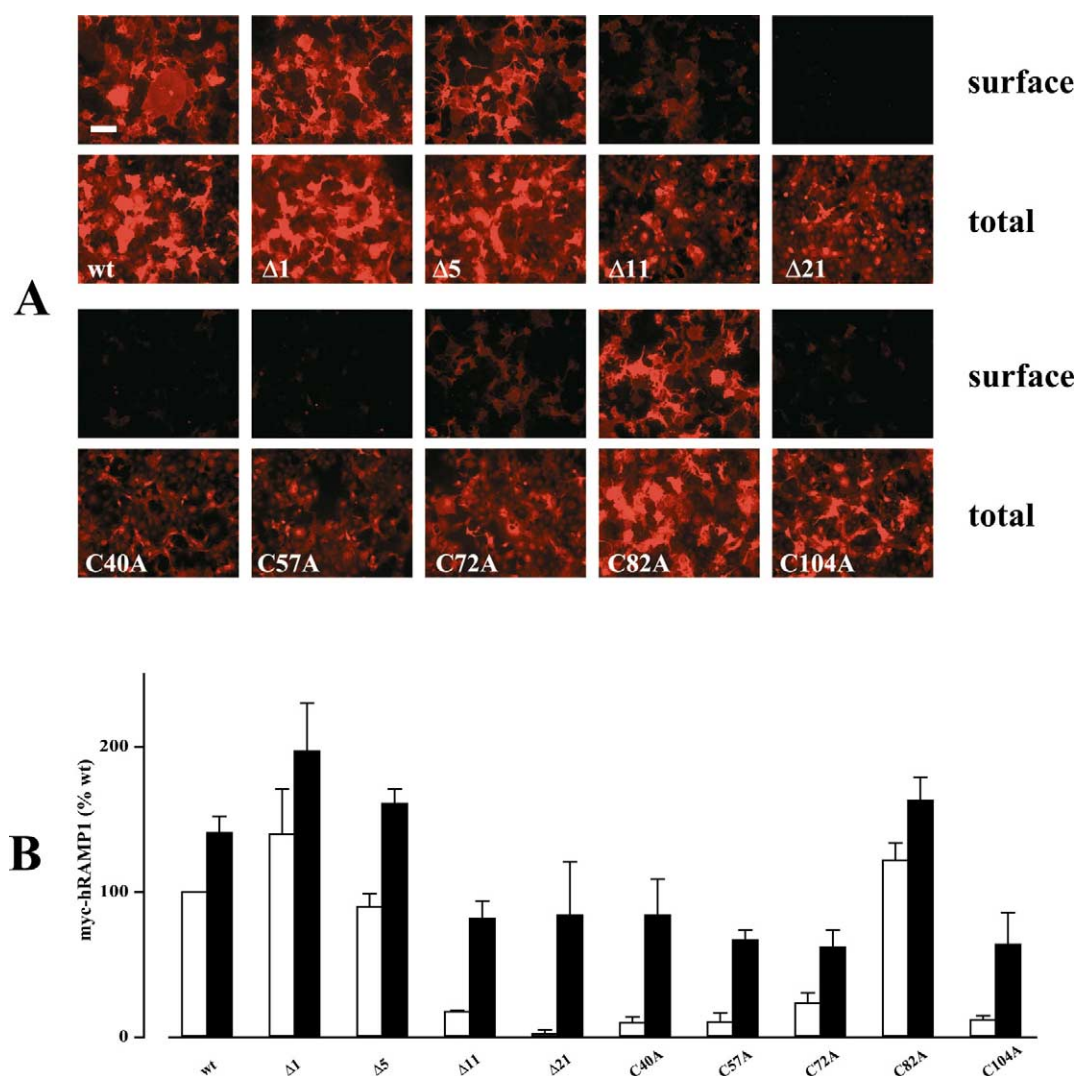 surface
wt Δ1 Δ5 Δ11 Δ21 total
A
surface
C40A C57A C72A C82A C104A total
B
myc-hRAMP1 (% wt)
200
100
0
wt Δ1 Δ5 Δ11 Δ21 C40A C57A C72A C82A C104A